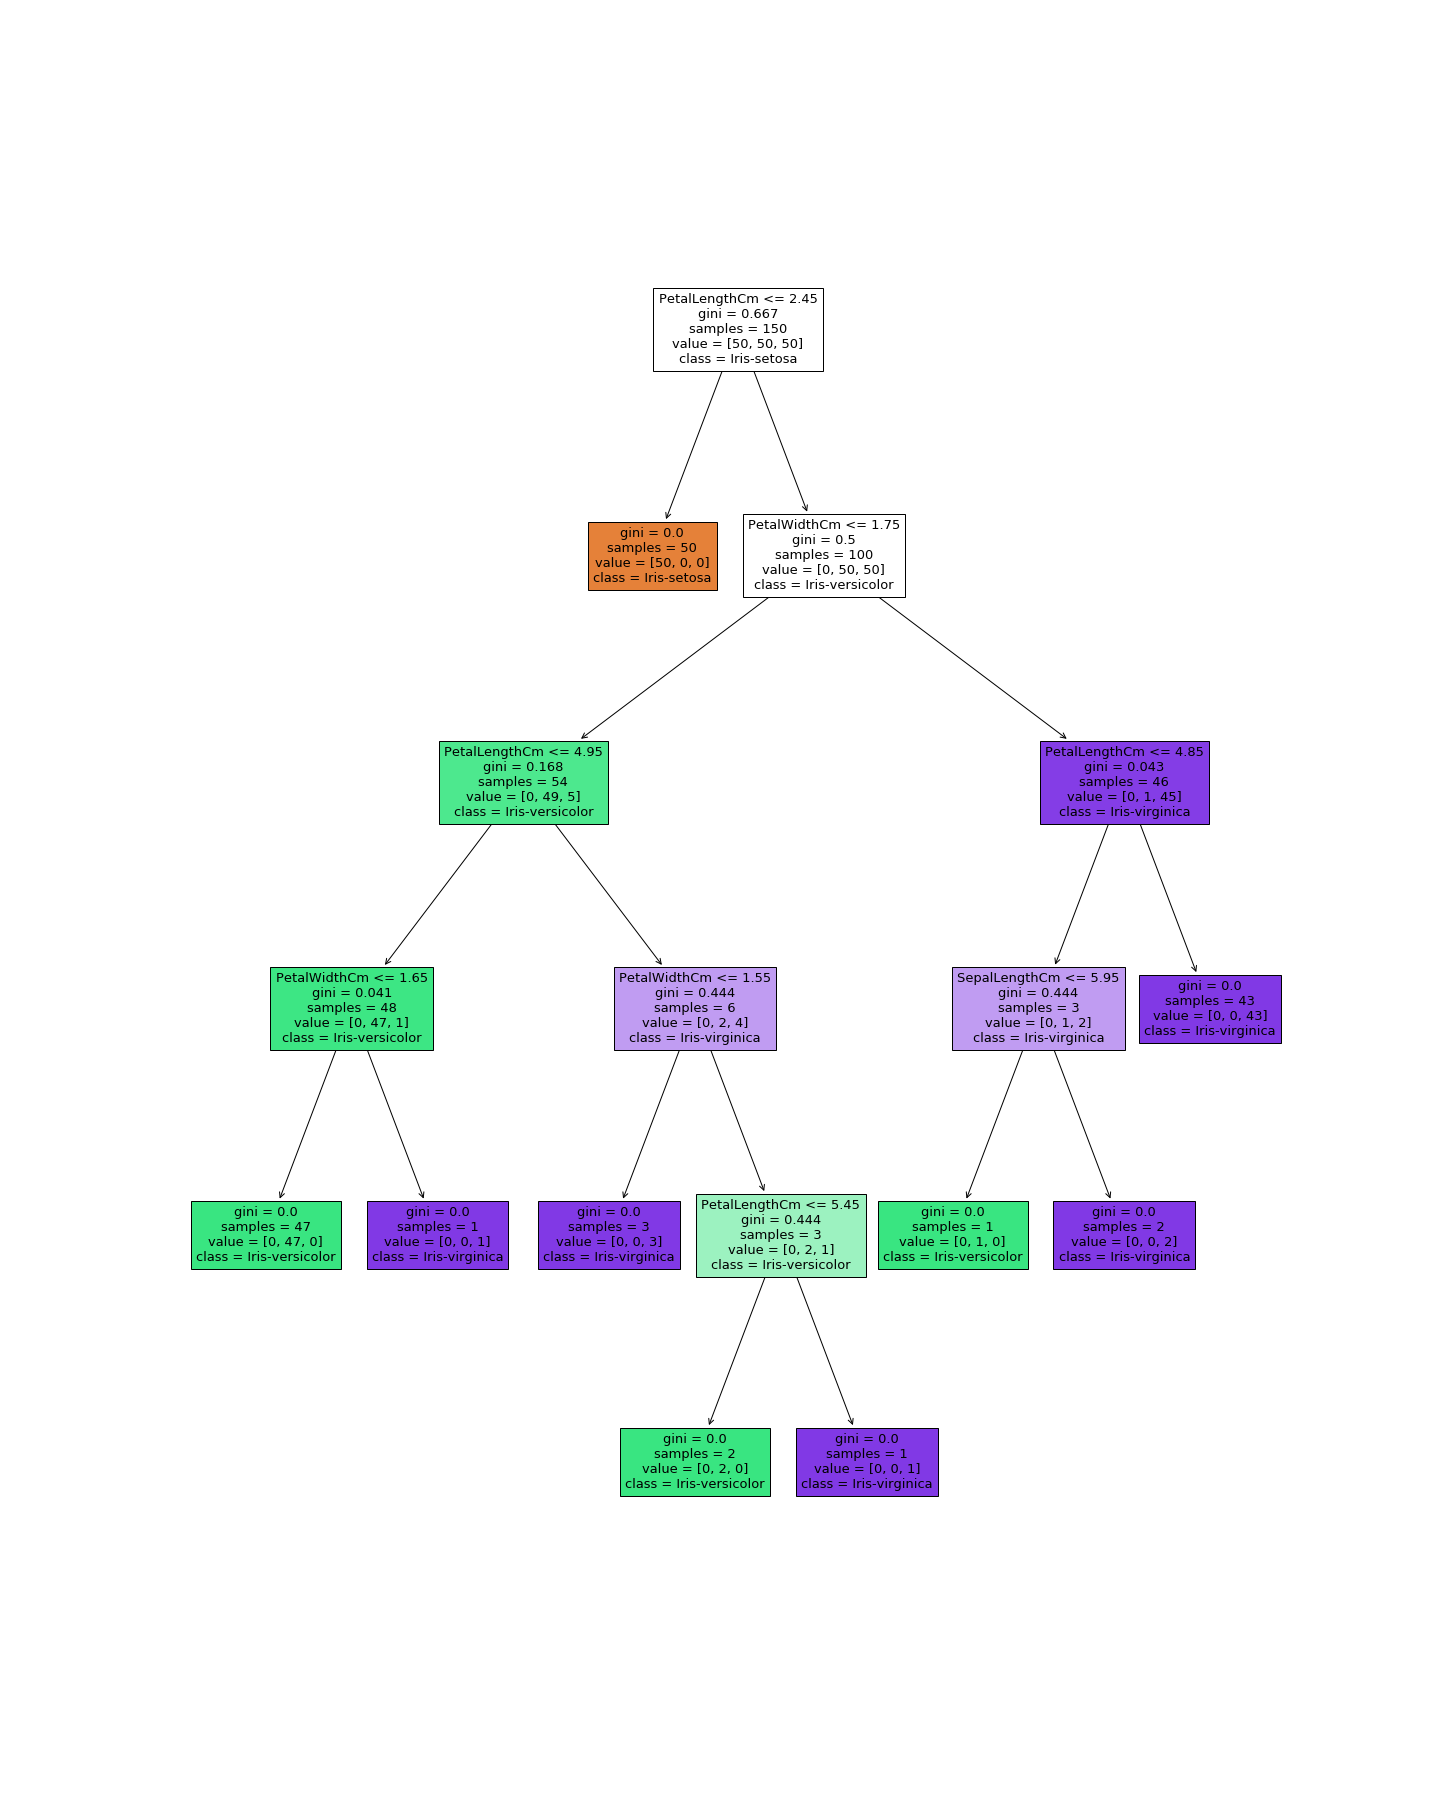 PetalLengthCm <= 2.45
gini = 0.667
samples = 150
value = [50, 50, 50]
class = Iris-setosa
gini = 0.0
samples = 50
value = [50, 0, 0]
class = Iris-setosa
PetalWidthCm <= 1.75
gini = 0.5
samples = 100
value = [0, 50, 50]
class = Iris-versicolor
PetalLengthCm <= 4.95
gini = 0.168
samples = 54
value = [0, 49, 5]
class = Iris-versicolor
PetalLengthCm <= 4.85
gini = 0.043
samples = 46
value = [0, 1, 45]
class = Iris-virginica
PetalWidthCm <= 1.65
gini = 0.041
samples = 48
value = [0, 47, 1]
class = Iris-versicolor
PetalWidthCm <= 1.55
gini = 0.444
samples = 6
value = [0, 2, 4]
class = Iris-virginica
SepalLengthCm <= 5.95
gini = 0.444
samples = 3
value = [0, 1, 2]
class = Iris-virginica
gini = 0.0
samples = 43
value = [0, 0, 43]
class = Iris-virginica
gini = 0.0
samples = 47
value = [0, 47, 0]
class = Iris-versicolor
gini = 0.0
samples = 1
value = [0, 0, 1]
class = Iris-virginica
gini = 0.0
samples = 3
value = [0, 0, 3]
class = Iris-virginica
PetalLengthCm <= 5.45
gini = 0.444
samples = 3
value = [0, 2, 1]
class = Iris-versicolor
gini = 0.0
samples = 1
value = [0, 1, 0]
class = Iris-versicolor
gini = 0.0
samples = 2
value = [0, 0, 2]
class = Iris-virginica
gini = 0.0
samples = 2
value = [0, 2, 0]
class = Iris-versicolor
gini = 0.0
samples = 1
value = [0, 0, 1]
class = Iris-virginica